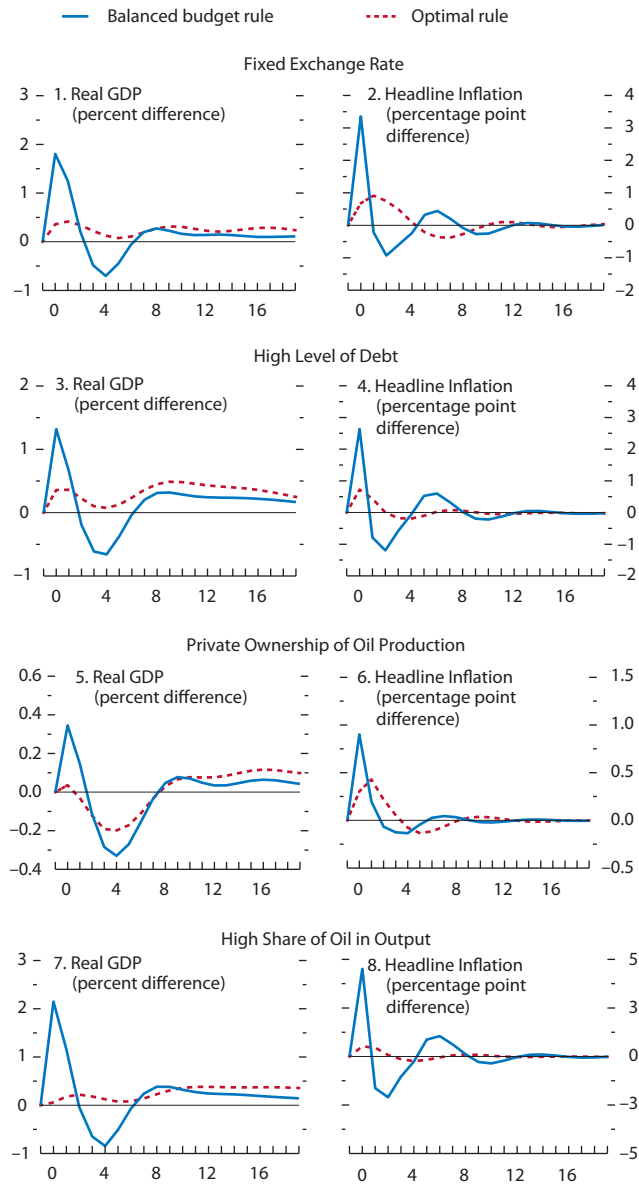 Balanced budget rule Optimal rule
Fixed Exchange Rate
1. Real GDP
(percent difference)
3
2
1
0
–1
0 4 8 12 16
2. Headline Inflation
(percentage point
difference)
4
3
2
1
0
–1
–2
0 4 8 12 16
High Level of Debt
3. Real GDP
(percent difference)
2
1
0
–1
0 4 8 12 16
4. Headline Inflation
(percentage point
difference)
4
3
2
1
0
–1
–2
0 4 8 12 16
Private Ownership of Oil Production
5. Real GDP
(percent difference)
0.6
0.4
0.2
0.0
–0.2
–0.4
0 4 8 12 16
6. Headline Inflation
(percentage point
difference)
1.5
1.0
0.5
0.0
–0.5
0 4 8 12 16
High Share of Oil in Output
7. Real GDP
(percent difference)
3
2
1
0
–1
0 4 8 12 16
8. Headline Inflation
(percentage point
difference)
5
3
0
–3
–5
0 4 8 12 16